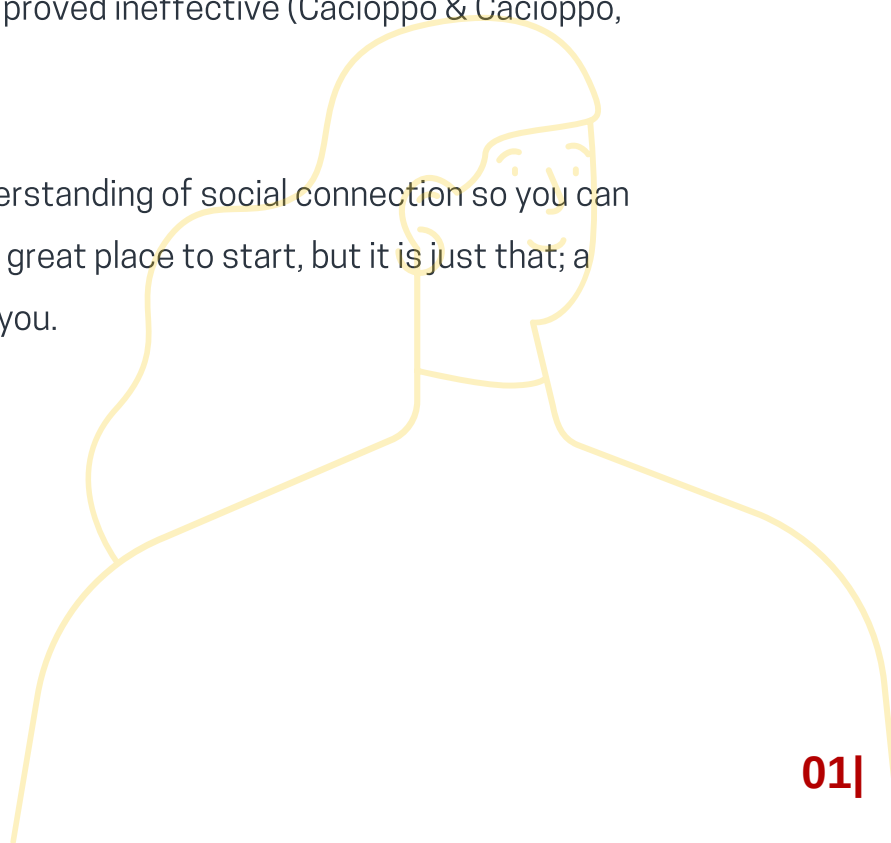 proved ineffective (Cacioppo & Cacioppo,
erstanding of social connection so you can
great place to start, but it is just that; a
you.
01|